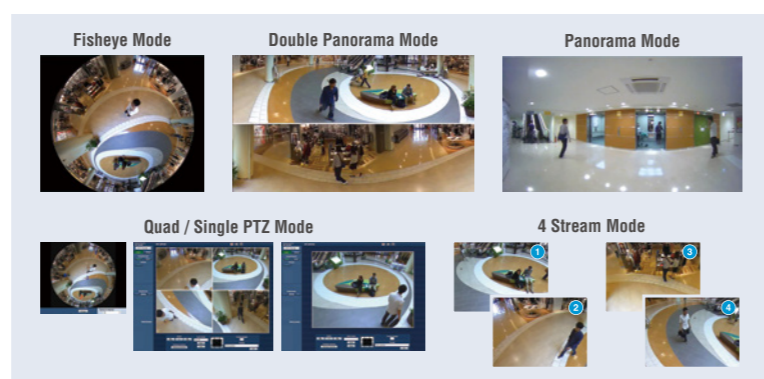 Fisheye Mode
Double Panorama Mode
Panorama Mode
Quad / Single PTZ Mode
4 Stream Mode
1
3
2
4